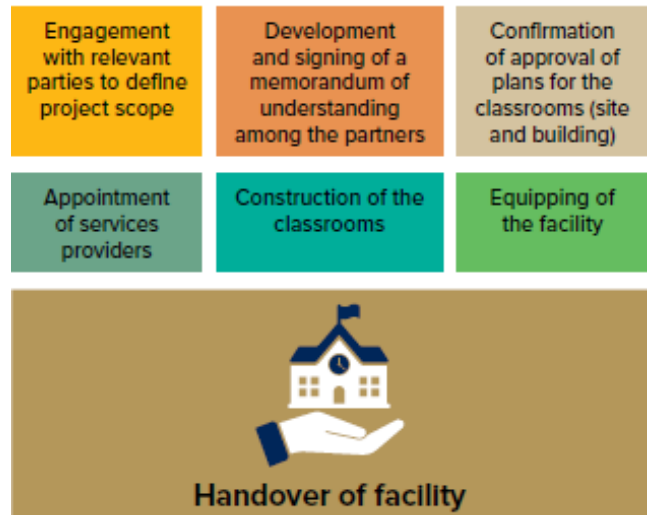 Engagement
with relevant
parties to define
project scope
Development
and signing of a
memorandum of
understanding
among the partners
Confirmation
of approval of
plans for the
classrooms (site
and building)
Appointment
of services
providers
Construction of the
classrooms
Equipping of
the facility
Handover of facility